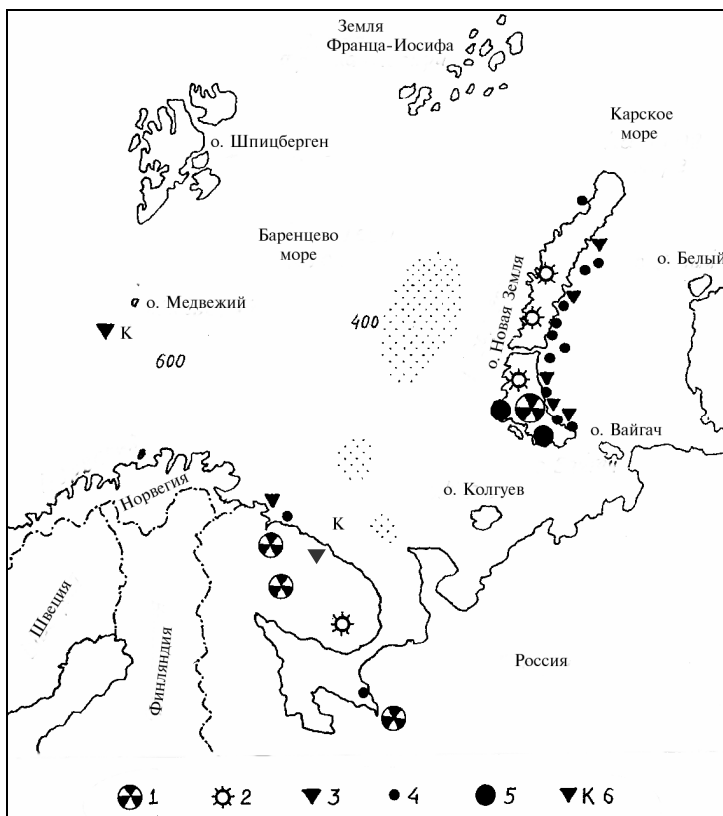 Земля
Франца-Иосифа
Карское
море
о. Шпицберген
Баренцево
море
о. Белый
о. Медвежий
К
400
600
о. Новая Земля
о. Вайгач
Норвегия
о. Колгуев
К
Швеция
Финляндия
Россия
1 2 3 4 5 К 6